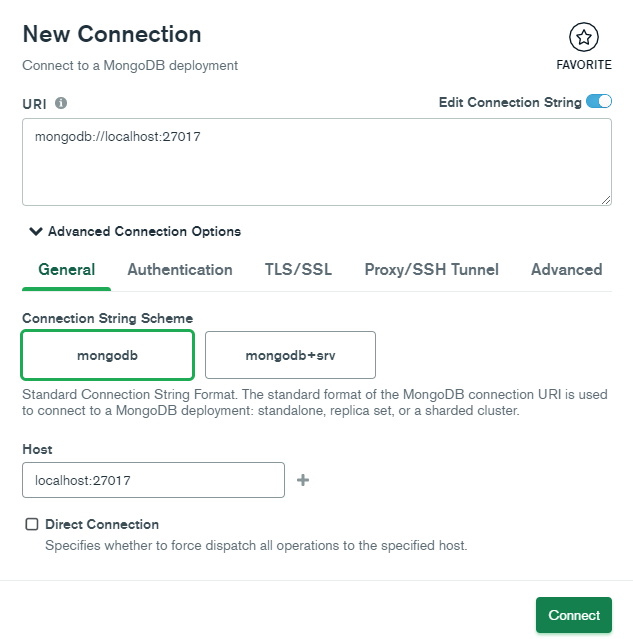 New Connection
Connect to a MongoDB deployment
FAVORITE
URI
Edit Connection String
mongodb://localhost:27017
Advanced Connection Options
General Authentication TLS/SSL Proxy/SSH Tunnel Advanced
Connection String Scheme
mongodb mongodb+srv
Standard Connection String Format. The standard format of the MongoDB connection URI is used
to connect to a MongoDB deployment: standalone, replica set, or a sharded cluster.
Host
localhost:27017
Direct Connection
Specifies whether to force dispatch all operations to the specified host.
Connect